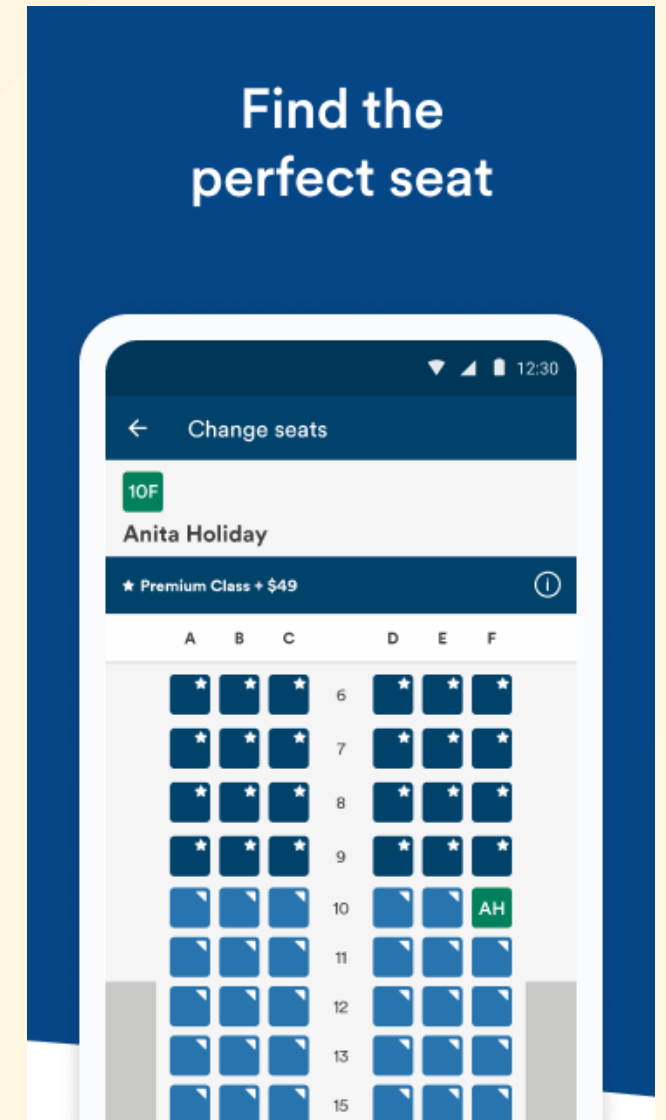 Find the
perfect seat
12:30
Change seats
10F
Anita Holiday
★ Premium Class + $49
A B C D E F
6
7
8
9
10 AH
11
12
13
15